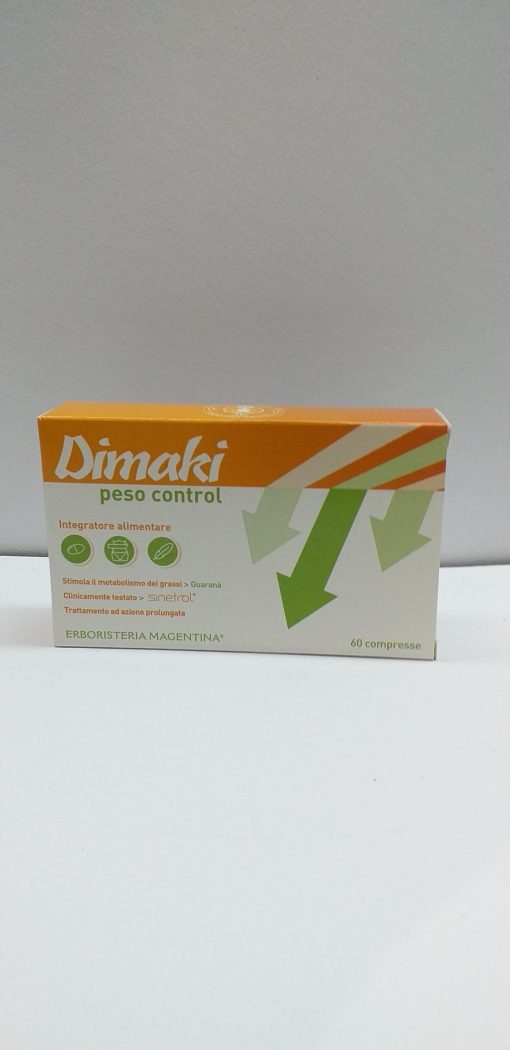 Dimaki
peso control
Integratore alimentare
Stimola il metabolismo dei grassi > Guaranà
Clinicamente testato > sinetrol®
Trattamento ad azione prolungata
ERBORISTERIA MAGENTINA®
60 compresse